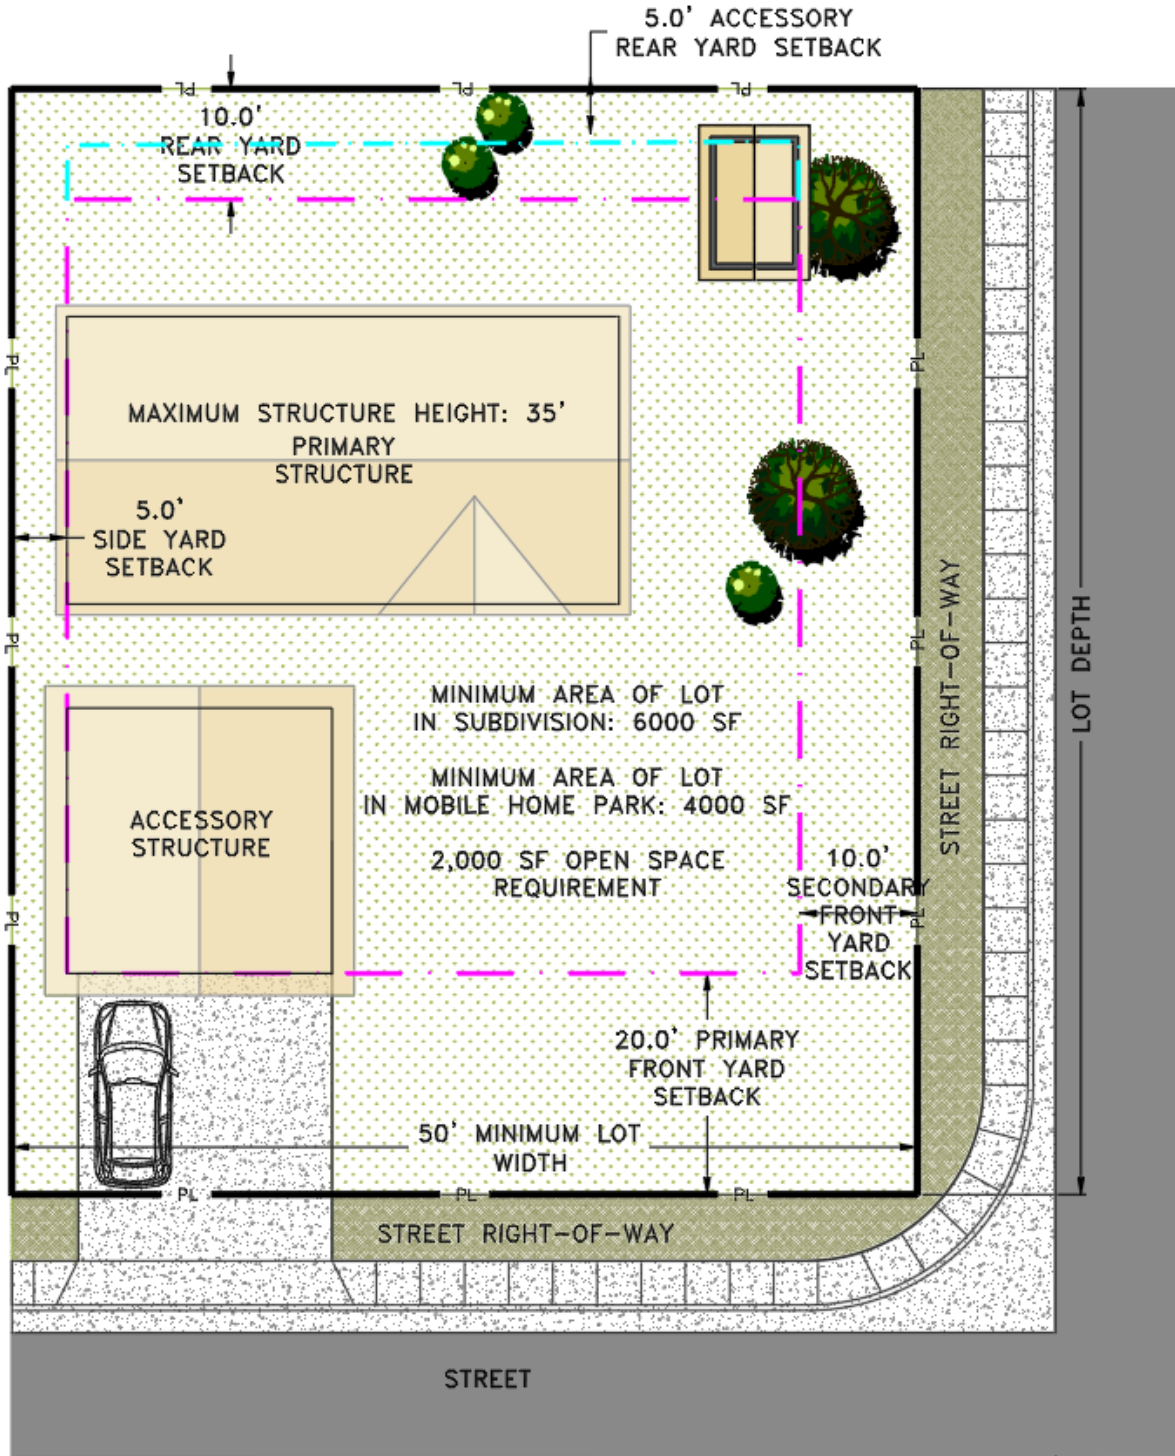 5.0' ACCESSORY
REAR YARD SETBACK
PL PL PL
10.0'
REAR YARD
SETBACK
MAXIMUM STRUCTURE HEIGHT: 35'
PRIMARY
STRUCTURE
PL
PL
5.0'
SIDE YARD
SETBACK
PL
PL
STREET RIGHT-OF-WAY
LOT DEPTH
MINIMUM AREA OF LOT
IN SUBDIVISION: 6000 SF
MINIMUM AREA OF LOT
IN MOBILE HOME PARK: 4000 SF
ACCESSORY
STRUCTURE
2,000 SF OPEN SPACE
REQUIREMENT
10.0'
SECONDARY
FRONT
YARD
SETBACK
PL
PL
20.0' PRIMARY
FRONT YARD
SETBACK
50' MINIMUM LOT
WIDTH
PL PL PL
STREET RIGHT-OF-WAY
STREET